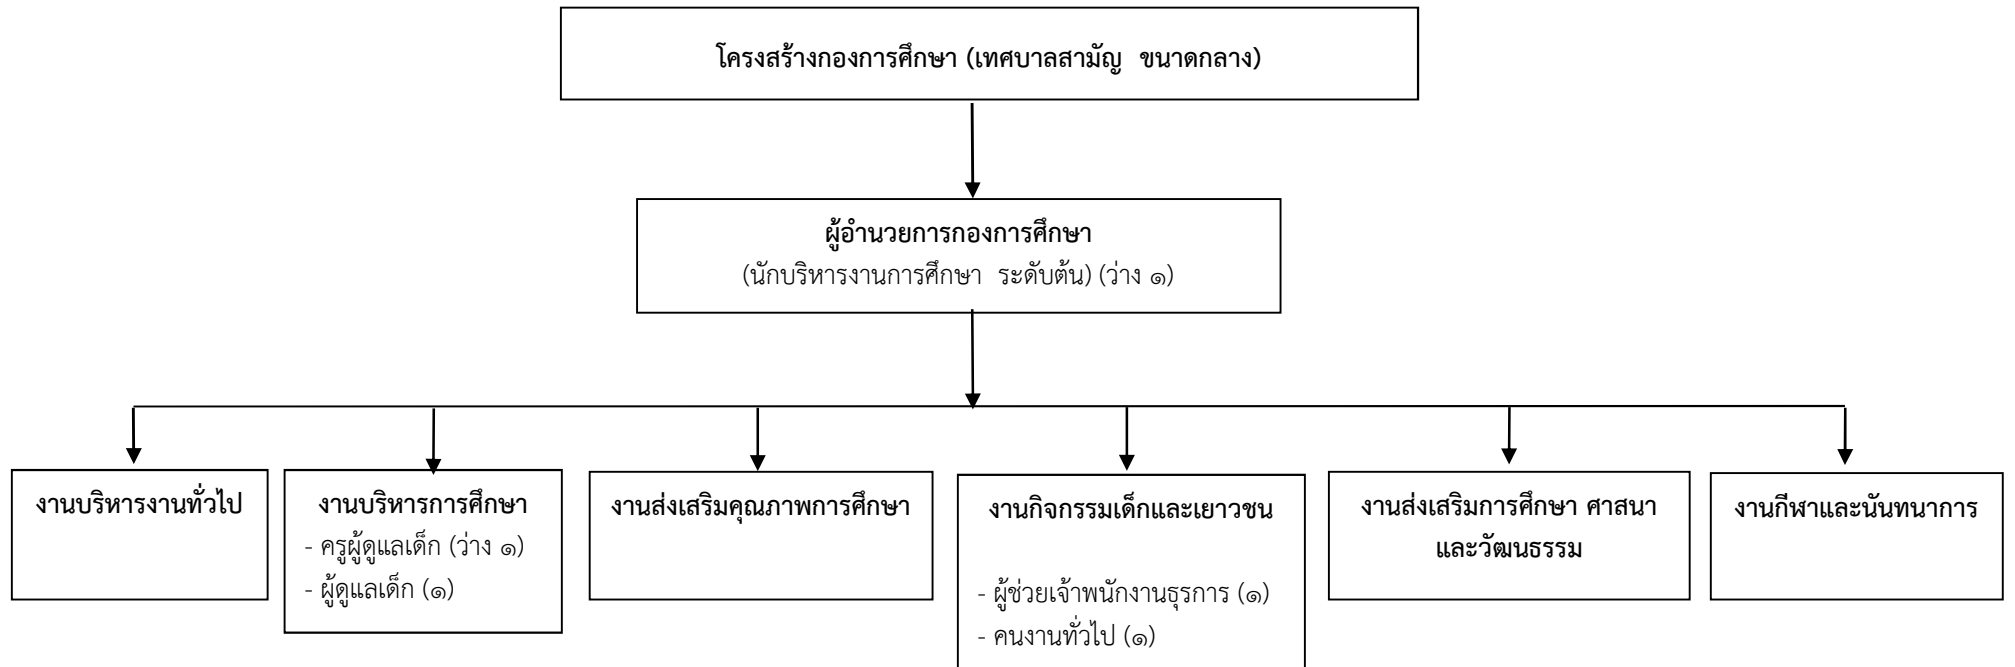 โครงสร้างกองการศึกษา (เทศบาลสามัญ ขนาดกลาง)
ผู้อำนวยการกองการศึกษา
(นักบริหารงานการศึกษา ระดับต้น) (ว่าง ๑)
งานบริหารงานทั่วไป
งานบริหารการศึกษา
- ครูผู้ดูแลเด็ก (ว่าง ๑)
- ผู้ดูแลเด็ก (๑)
งานส่งเสริมคุณภาพการศึกษา
งานกิจกรรมเด็กและเยาวชน
- ผู้ช่วยเจ้าพนักงานธุรการ (๑)
- คนงานทั่วไป (๑)
งานส่งเสริมการศึกษา ศาสนา
และวัฒนธรรม
งานกีฬาและนันทนาการ